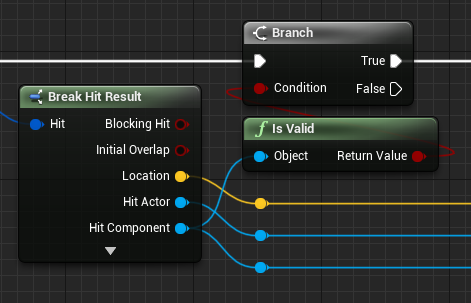 Branch
True
Condition
False
Break Hit Result
Hit
Blocking Hit
Initial Overlap
Location
Hit Actor
Hit Component
f Is Valid
Object
Return Value